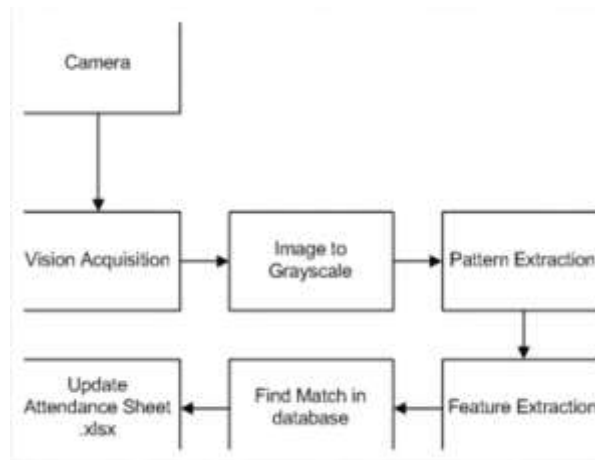 Camera
Vision Acquisition
Image to
Grayscale
Pattern Extraction
Feature Extraction
Find Match in
database
Update
Attendance Sheet
.xlsx